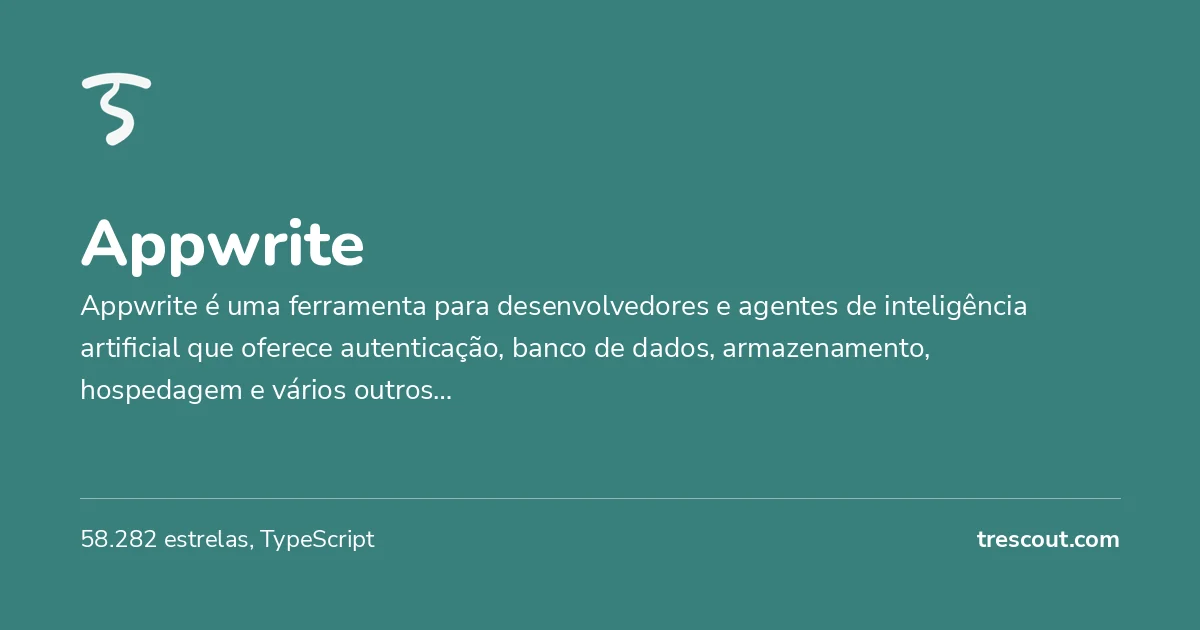 Appwrite
Appwrite é uma ferramenta para desenvolvedores e agentes de inteligência
artificial que oferece autenticação, banco de dados, armazenamento,
hospedagem e vários outros...
58.282 estrelas, TypeScript
trescout.com